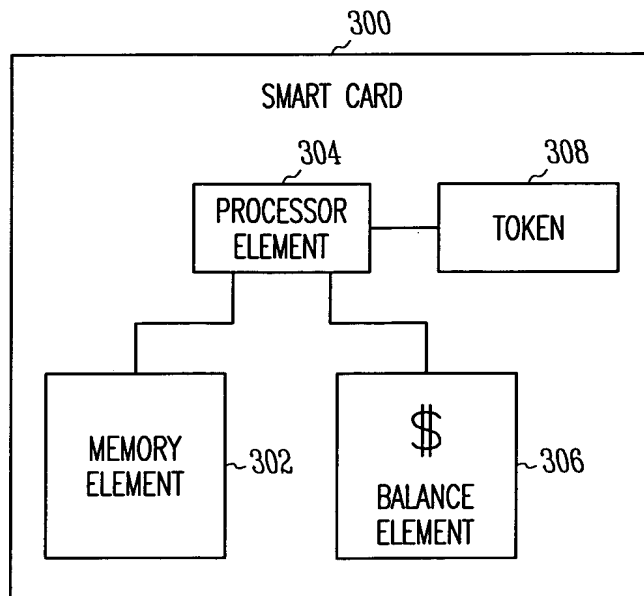 300
SMART CARD
304
308
PROCESSOR
ELEMENT
TOKEN
MEMORY
ELEMENT
302
$
BALANCE
ELEMENT
306